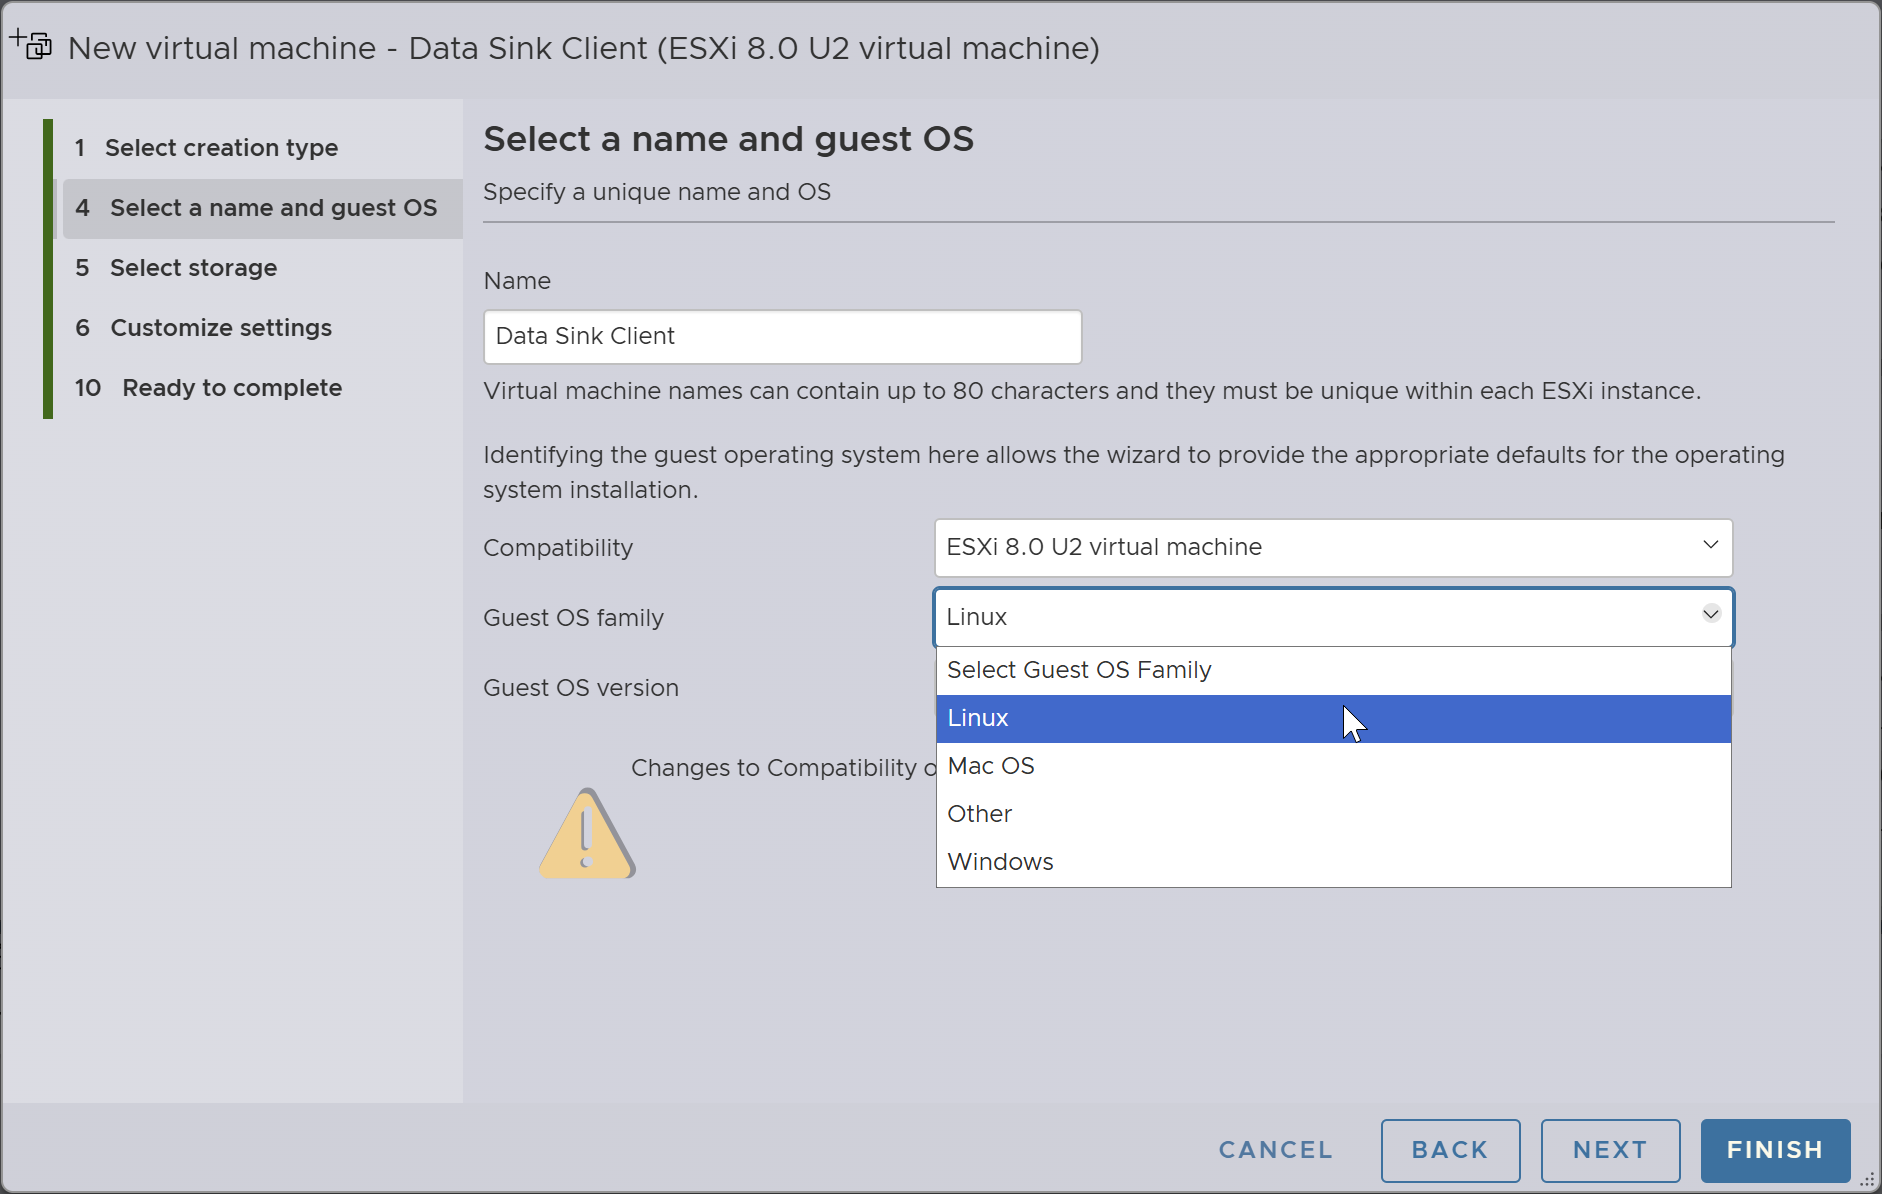 New virtual machine - Data Sink Client (ESXi 8.0 U2 virtual machine)
1 Select creation type
4 Select a name and guest OS
5 Select storage
6 Customize settings
10 Ready to complete
Select a name and guest OS
Specify a unique name and OS
Name
Data Sink Client
Virtual machine names can contain up to 80 characters and they must be unique within each ESXi instance.
Identifying the guest operating system here allows the wizard to provide the appropriate defaults for the operating
system installation.
Compatibility
ESXi 8.0 U2 virtual machine
Guest OS family
Linux
Select Guest OS Family
Linux
Mac OS
Other
Windows
Guest OS version
Changes to Compatibility
CANCEL
BACK
NEXT
FINISH